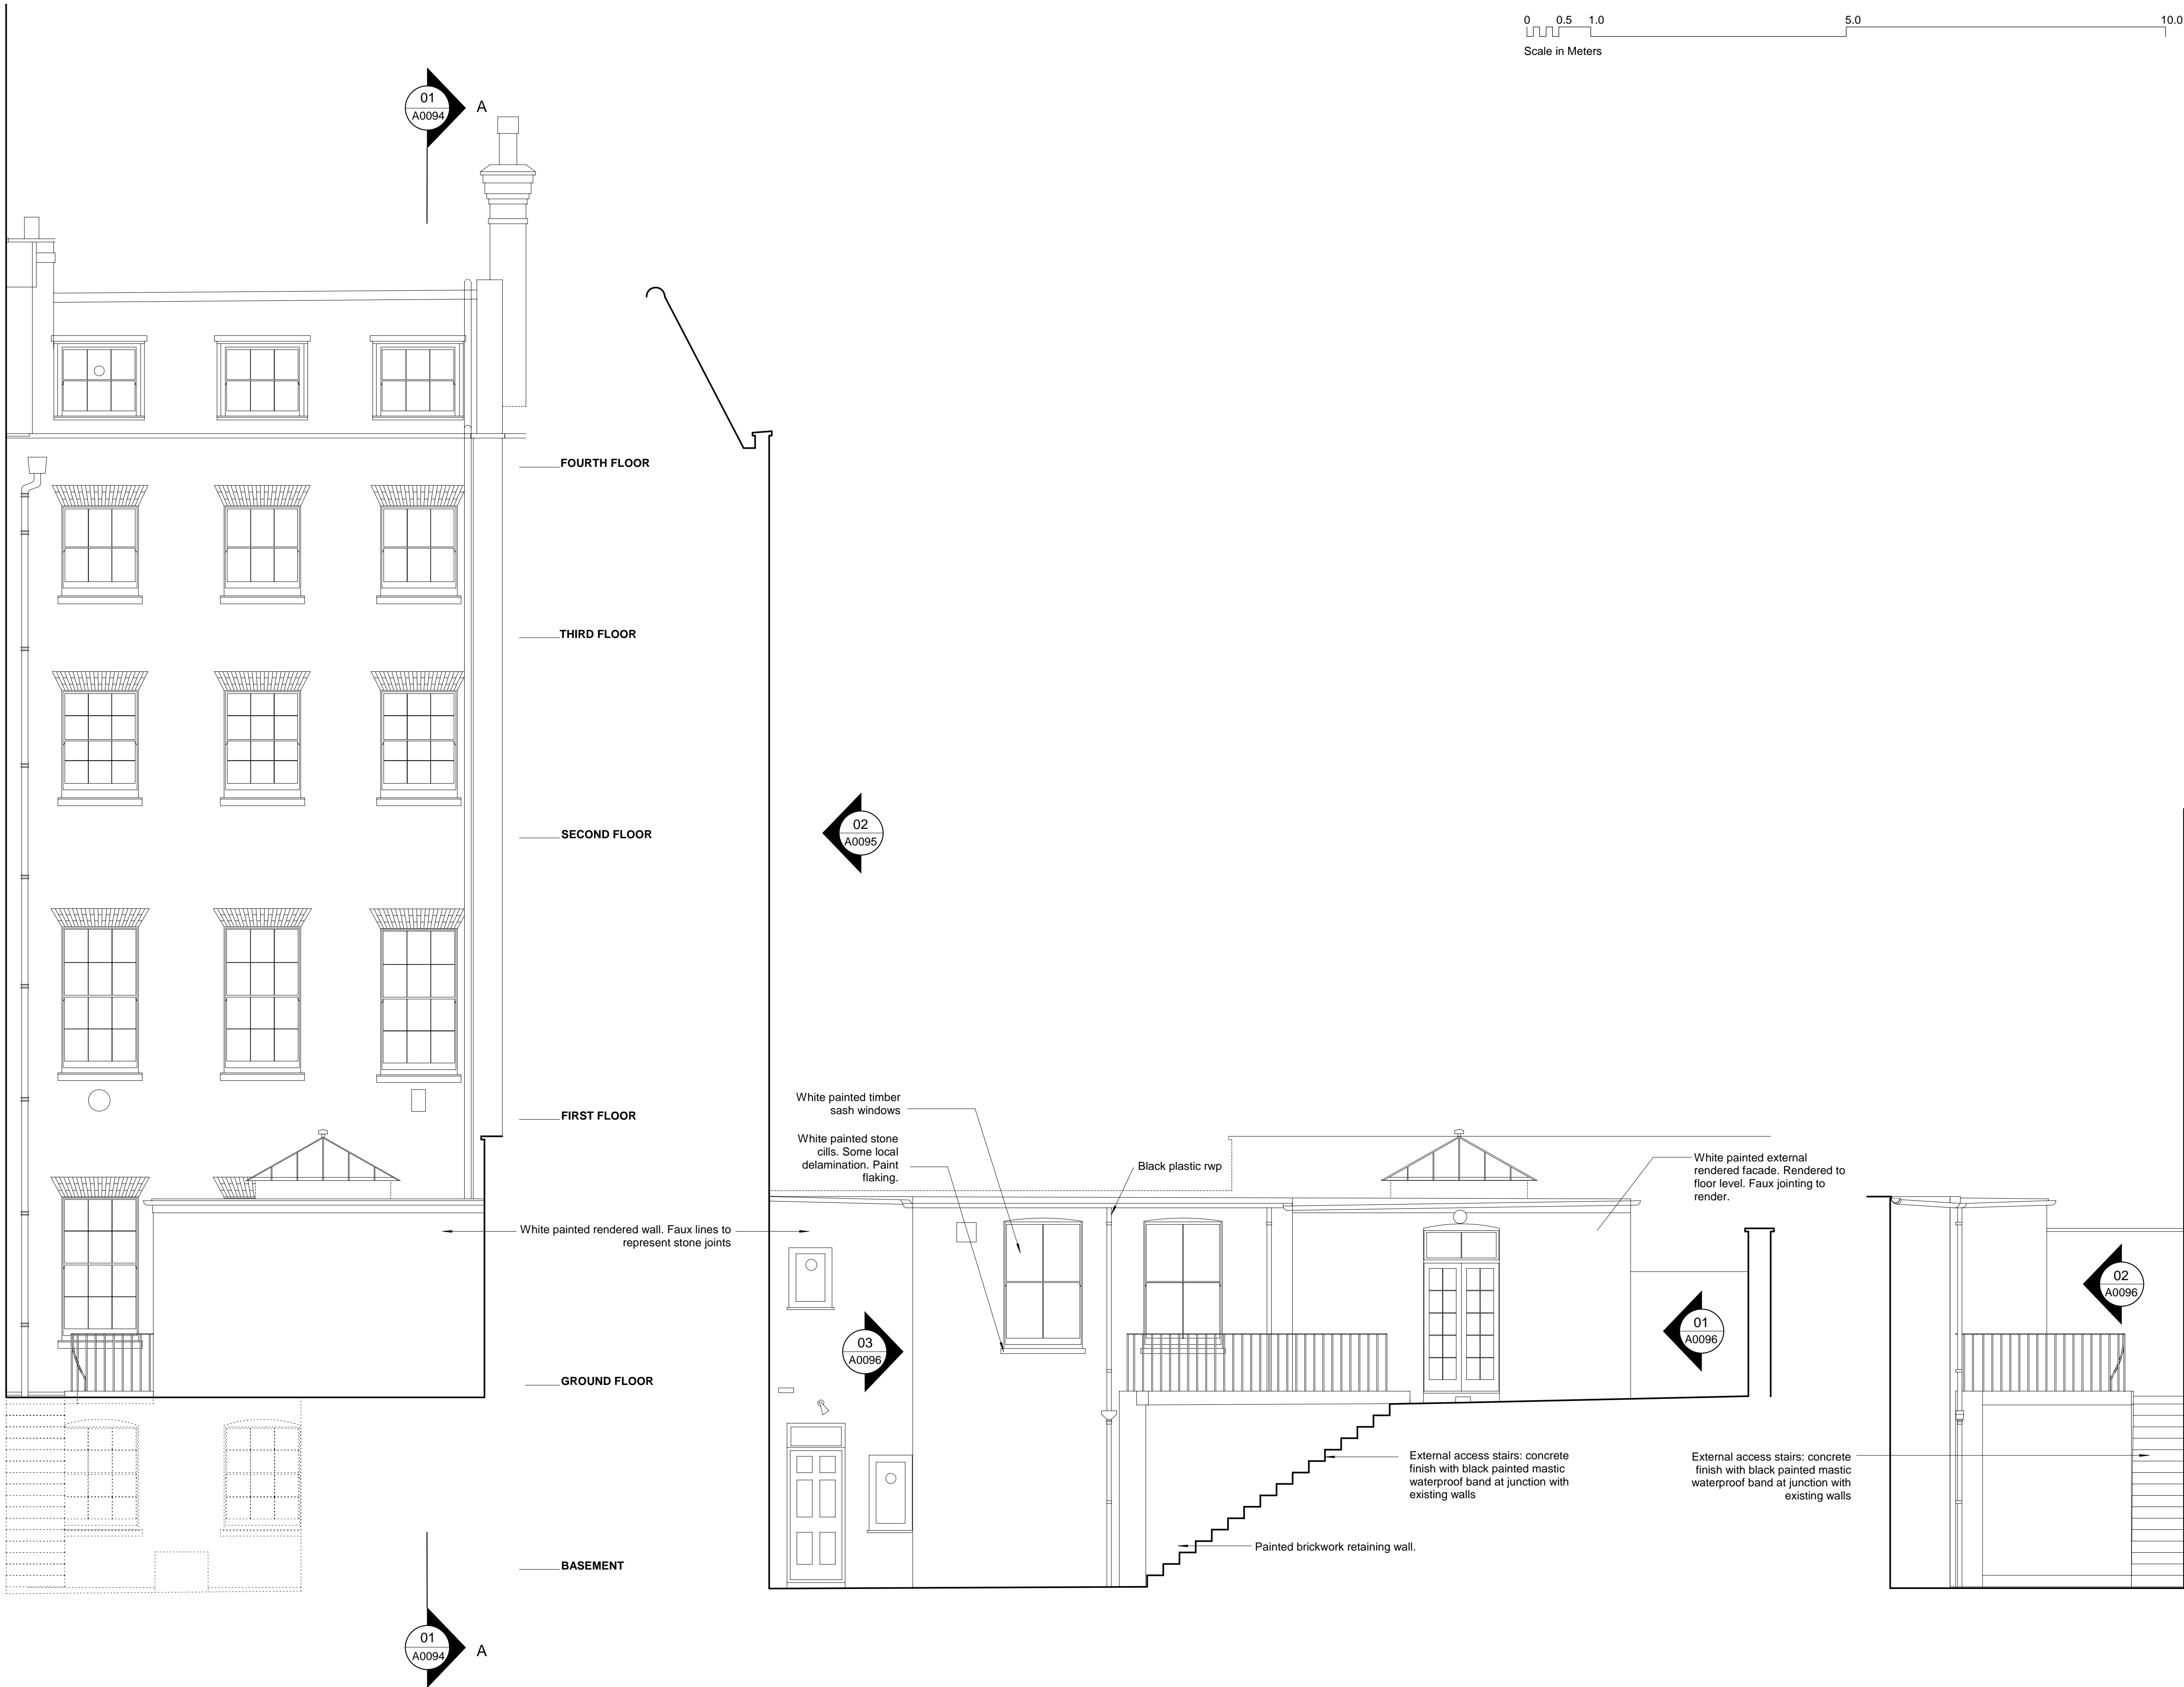 0 0.5 1.0 5.0 10.0
Scale in Meters
01
A0094
A
FOURTH FLOOR
THIRD FLOOR
SECOND FLOOR
FIRST FLOOR
GROUND FLOOR
BASEMENT
01
A0094
A
02
A0095
White painted timber
sash windows
White painted stone
cills. Some local
delamination. Paint
flaking.
Black plastic rwp
White painted external
rendered facade. Rendered to
floor level. Faux jointing to
render.
White painted rendered wall. Faux lines to
represent stone joints
03
A0096
01
A0096
02
A0096
External access stairs: concrete
finish with black painted mastic
waterproof band at junction with
existing walls
External access stairs: concrete
finish with black painted mastic
waterproof band at junction with
existing walls
Painted brickwork retaining wall.